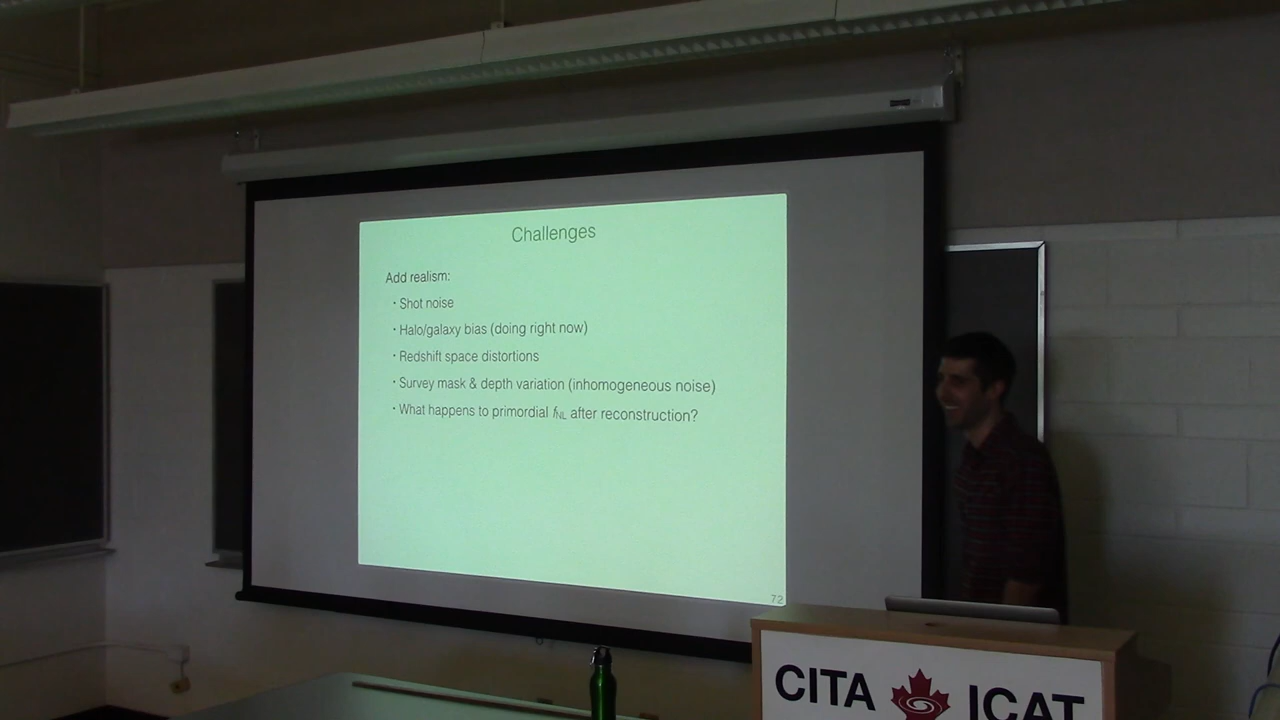 Challenges
Add realism:
· Shot noise
· Halo/galaxy bias (doing right now)
· Redshift space distortions
· Survey mask & depth variation (inhomogeneous noise)
· What happens to primordial fNL after reconstruction?
72
CITA ICAT